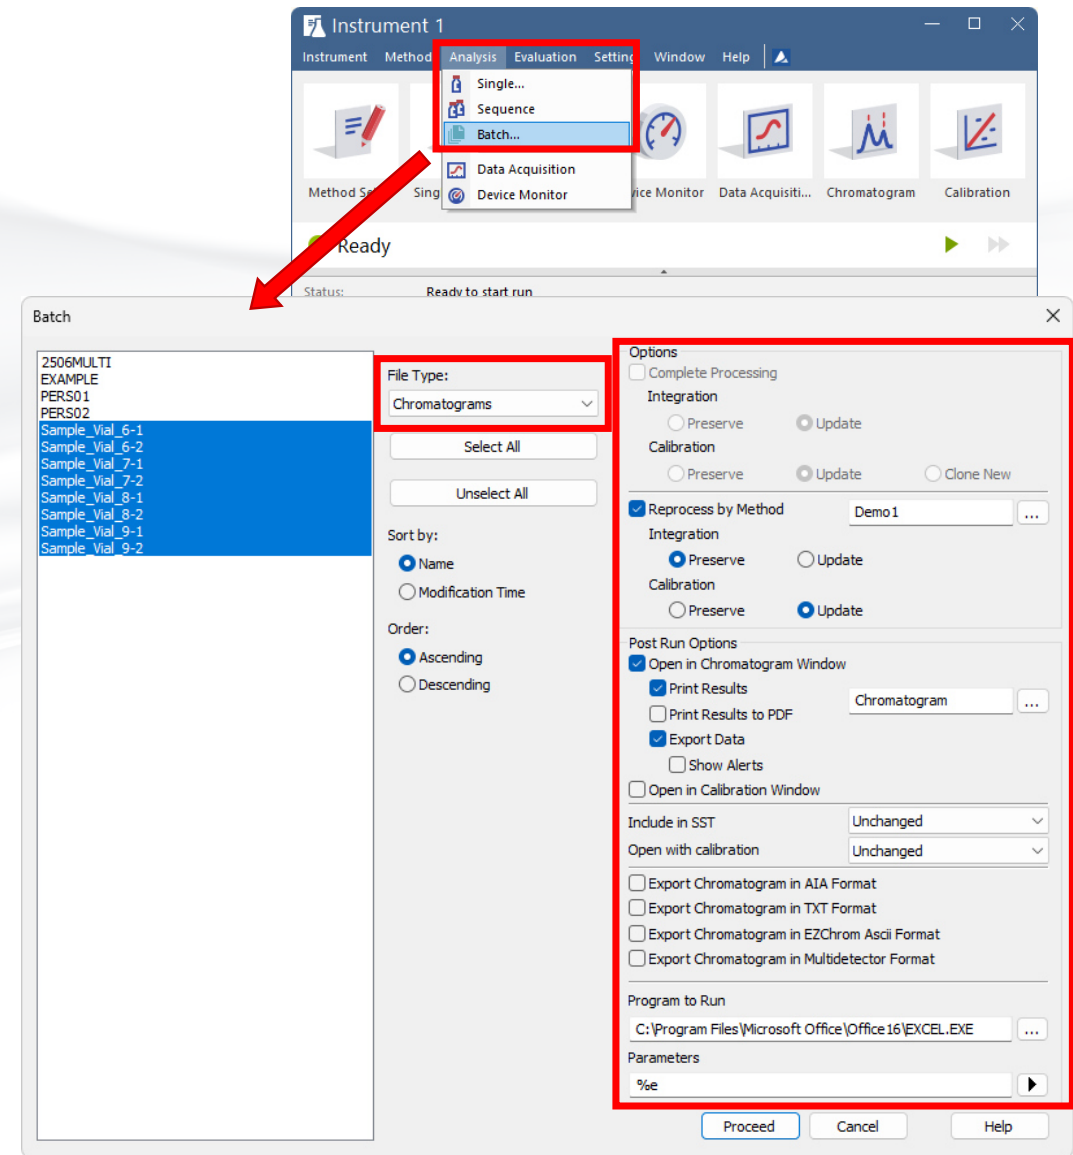 Instrument 1
Instrument Method Analysis Evaluation Setting Window Help
Single...
Sequence
Batch...
Data Acquisition
Device Monitor
Method Se
Sing
vice Monitor
Data Acquisiti...
Chromatogram
Calibration
Ready
Status:
Ready to start run
Batch
2506MULTI
EXAMPLE
PERS01
PERS02
Sample_Vial_6-1
Sample_Vial_6-2
Sample_Vial_7-1
Sample_Vial_7-2
Sample_Vial_8-1
Sample_Vial_8-2
Sample_Vial_9-1
Sample_Vial_9-2
File Type:
Chromatograms
Select All
Unselect All
Sort by:
Name
Modification Time
Order:
Ascending
Descending
Options
Complete Processing
Integration
Preserve Update
Calibration
Preserve Update Clone New
Reprocess by Method Demo1 ...
Integration
Preserve Update
Calibration
Preserve Update
Post Run Options
Open in Chromatogram Window
Print Results Chromatogram ...
Print Results to PDF
Export Data
Show Alerts
Open in Calibration Window
Include in SST Unchanged
Open with calibration Unchanged
Export Chromatogram in AIA Format
Export Chromatogram in TXT Format
Export Chromatogram in EZChrom Ascii Format
Export Chromatogram in Multidetector Format
Program to Run
C:\Program Files\Microsoft Office\Office16\EXCEL.EXE ...
Parameters
%e
Proceed Cancel Help